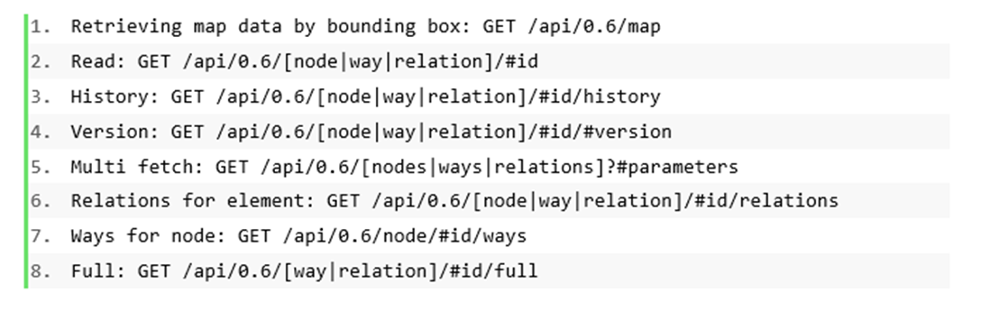 1. Retrieving map data by bounding box: GET /api/0.6/map
2. Read: GET /api/0.6/[node|way|relation]/#id
3. History: GET /api/0.6/[node|way|relation]/#id/history
4. Version: GET /api/0.6/[node|way|relation]/#id/#version
5. Multi fetch: GET /api/0.6/[nodes|ways|relations]?#parameters
6. Relations for element: GET /api/0.6/[node|way|relation]/#id/relations
7. Ways for node: GET /api/0.6/node/#id/ways
8. Full: GET /api/0.6/[way|relation]/#id/full